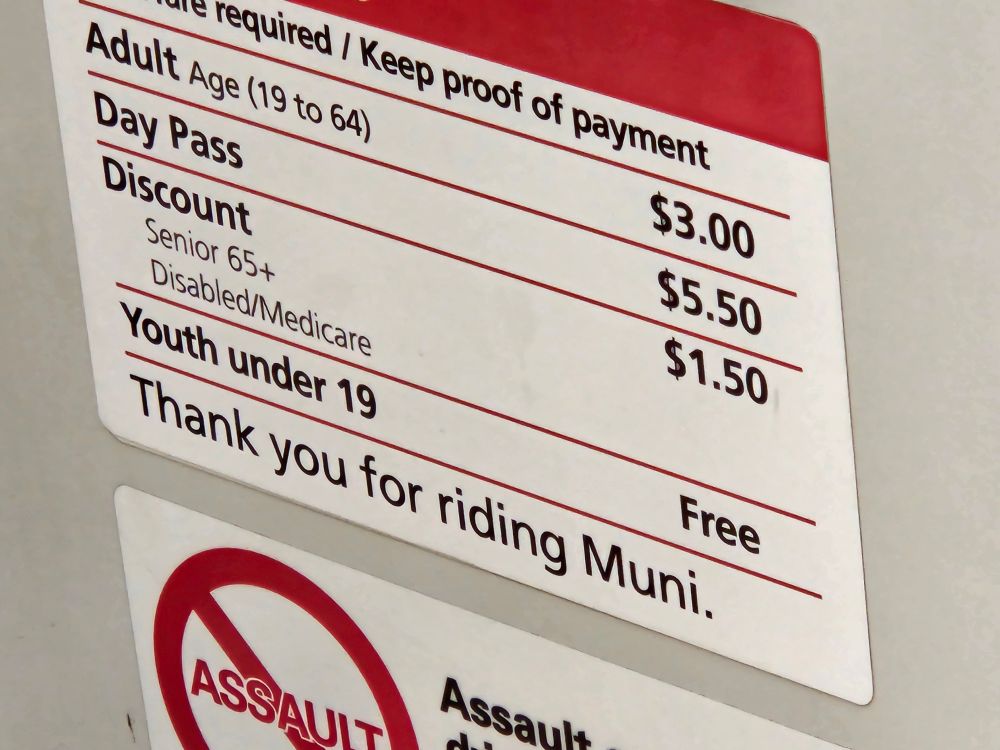 required / Keep proof of payment
Adult Age (19 to 64) $3.00
Day Pass $5.50
Discount $1.50
Senior 65+
Disabled/Medicare
Youth under 19 Free
Thank you for riding Muni.
ASSAULT
Assault